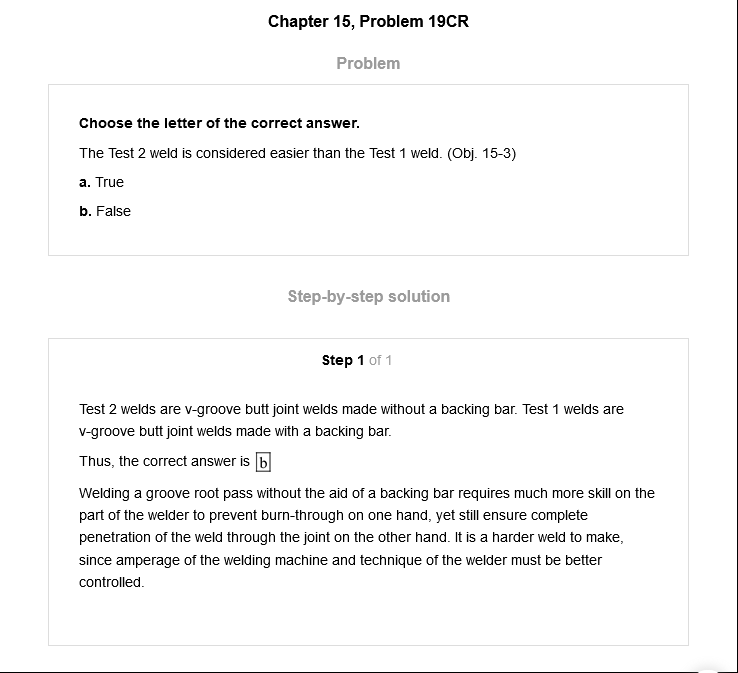 Chapter 15, Problem 19CR
Problem
Choose the letter of the correct answer.
The Test 2 weld is considered easier than the Test 1 weld. (Obj. 15-3)
a. True
b. False
Step-by-step solution
Step 1 of 1
Test 2 welds are v-groove butt joint welds made without a backing bar. Test 1 welds are
v-groove butt joint welds made with a backing bar.
Thus, the correct answer is b
Welding a groove root pass without the aid of a backing bar requires much more skill on the
part of the welder to prevent burn-through on one hand, yet still ensure complete
penetration of the weld through the joint on the other hand. It is a harder weld to make,
since amperage of the welding machine and technique of the welder must be better
controlled.